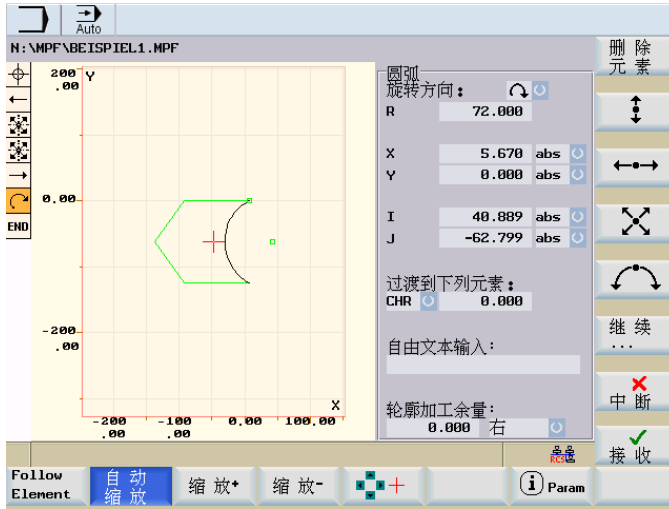 Auto
N:\MPF\BEISPIEL1.MPF
删 除
元 素
200
.00
Y
0.00
-200
.00
X
-200
.00
-100
.00
0.00
100.00
END
圆弧
旋转方向：
R 72.000
X 5.670 abs
Y 0.000 abs
I 40.889 abs
J -62.799 abs
过渡到下列元素：
CHR 0.000
自由文本输入：
轮廓加工余量：
0.000 右
继 续
...
中 断
接 收
RCS
Follow
Element
自 动
缩 放
缩 放+
缩 放-
i Param